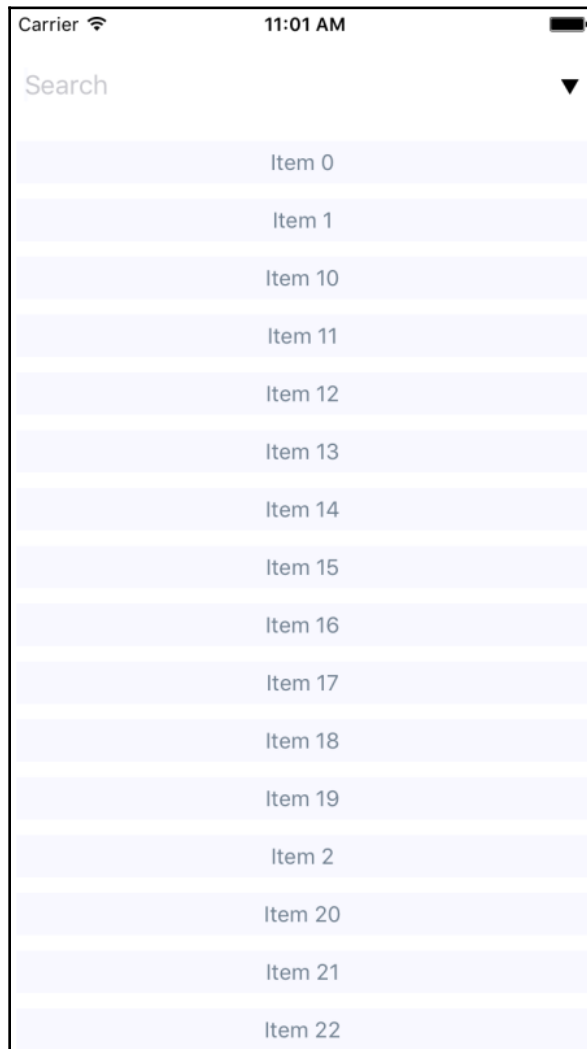 Carrier 11:01 AM
Search ▼
Item 0
Item 1
Item 10
Item 11
Item 12
Item 13
Item 14
Item 15
Item 16
Item 17
Item 18
Item 19
Item 2
Item 20
Item 21
Item 22